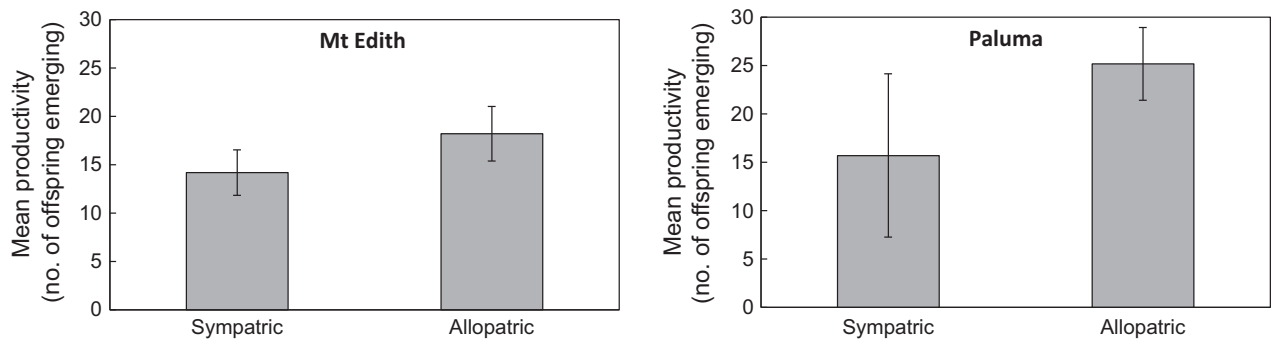 Mt Edith
Mean productivity
(no. of offspring emerging)
30
25
20
15
10
5
0
Sympatric
Allopatric
Paluma
Mean productivity
(no. of offspring emerging)
30
25
20
15
10
5
0
Sympatric
Allopatric